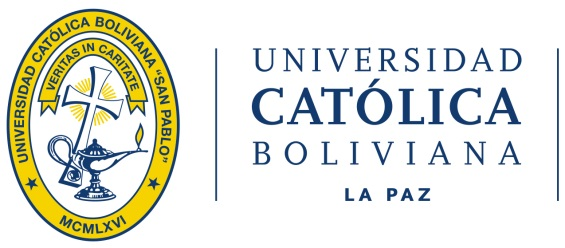 UNIVERSIDAD CATÓLICA BOLIVIANA "SAN PABLO"
VERITAS IN CARITATE
MCMLXVI
UNIVERSIDAD
CATÓLICA
BOLIVIANA
LA PAZ